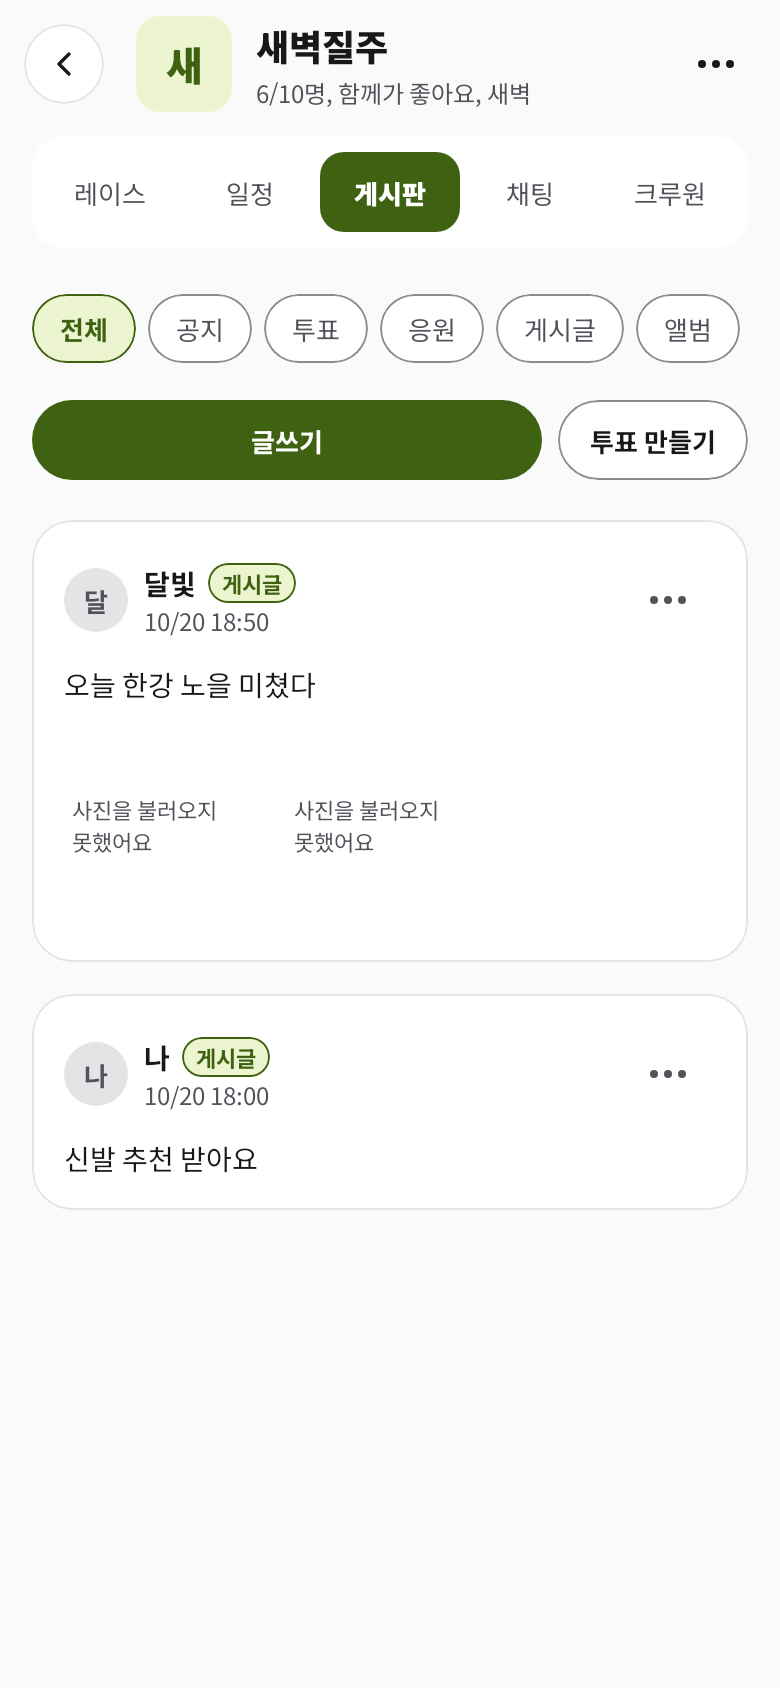 새
새벽질주
6/10명, 함께가 좋아요, 새벽
레이스 일정 게시판 채팅 크루원
전체 공지 투표 응원 게시글 앨범
글쓰기 투표 만들기
달
달빛 게시글
10/20 18:50
오늘 한강 노을 미쳤다
사진을 불러오지 사진을 불러오지
못했어요 못했어요
나
나 게시글
10/20 18:00
신발 추천 받아요